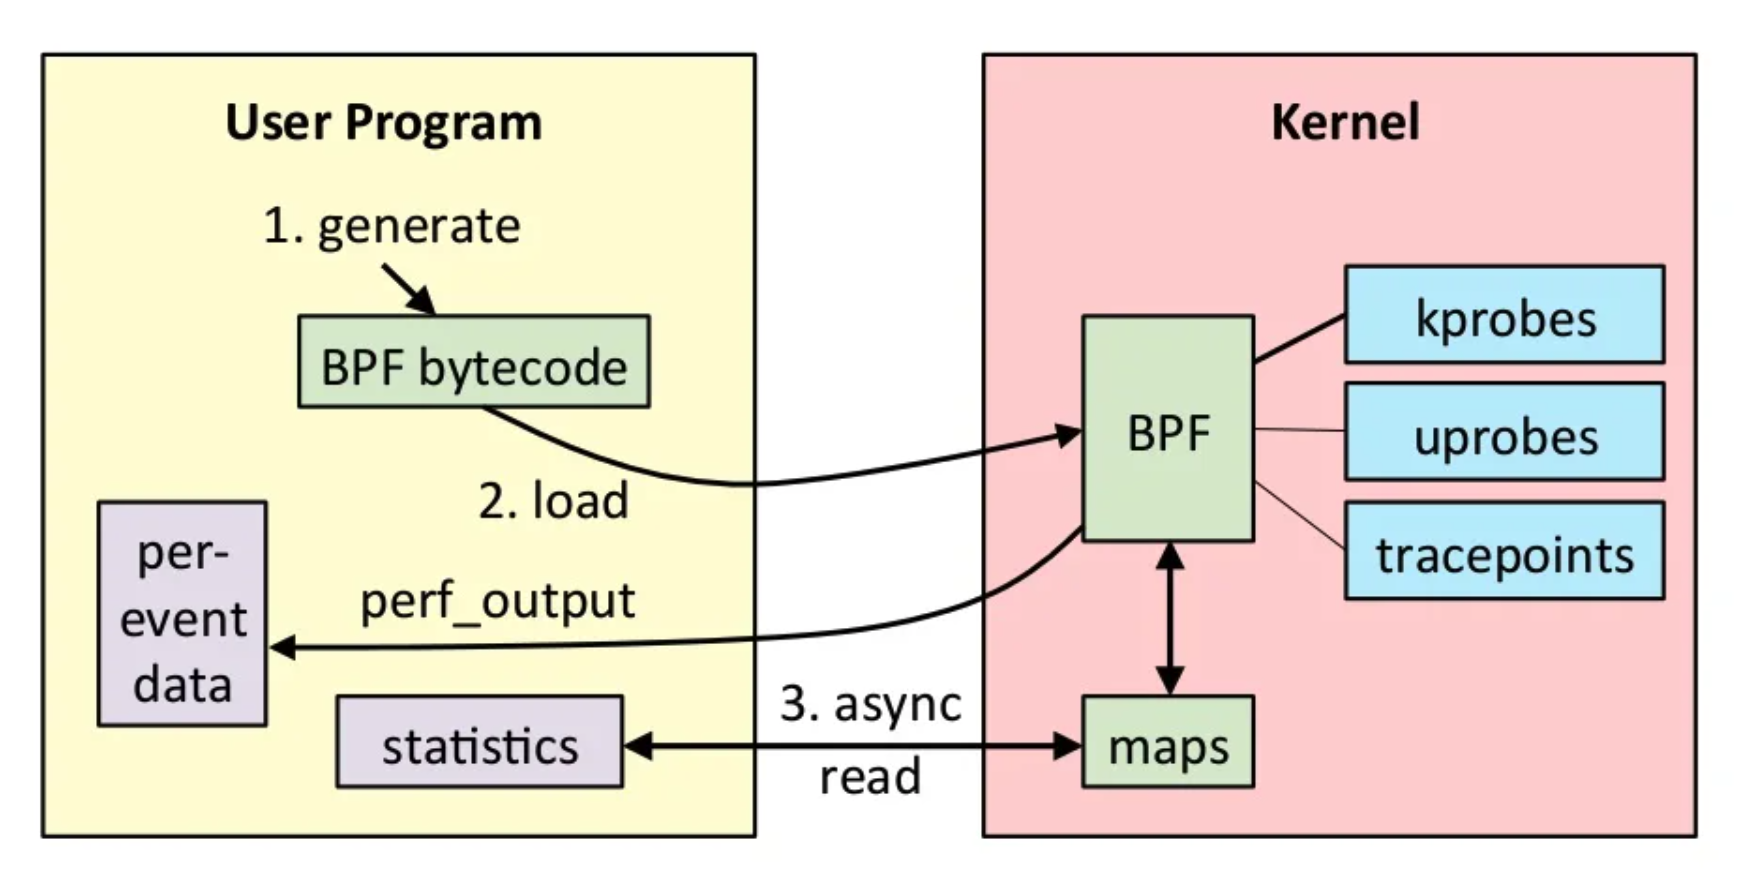 User Program
1. generate
BPF bytecode
2. load
per-
event
data
perf_output
statistics
3. async
read
Kernel
BPF
kprobes
uprobes
tracepoints
maps